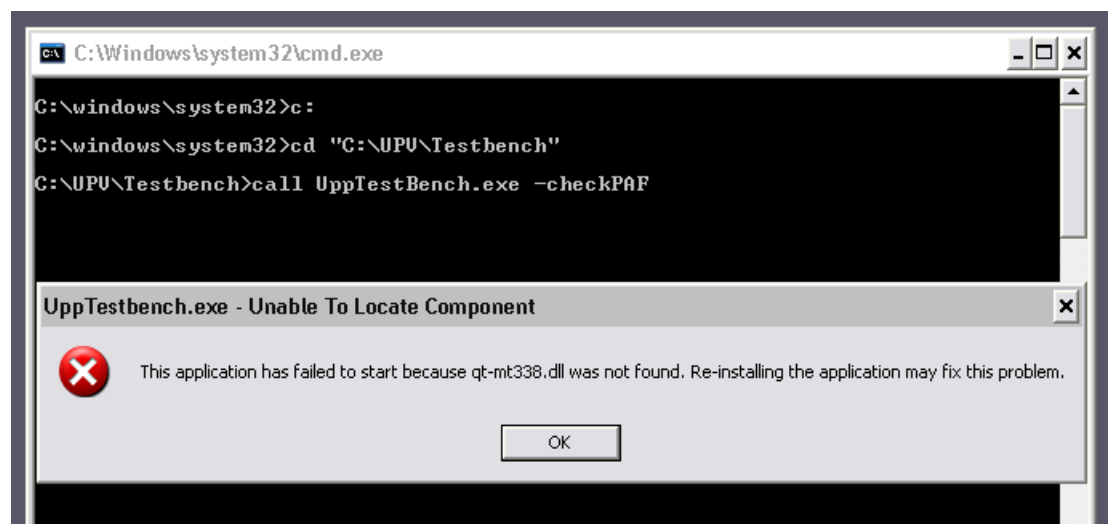 C:\Windows\system32\cmd.exe
C:\windows\system32>c:
C:\windows\system32>cd "C:\UPV\Testbench"
C:\UPV\Testbench>call UppTestBench.exe -checkPAF
UppTestbench.exe - Unable To Locate Component
This application has failed to start because qt-mt338.dll was not found. Re-installing the application may fix this problem.
OK